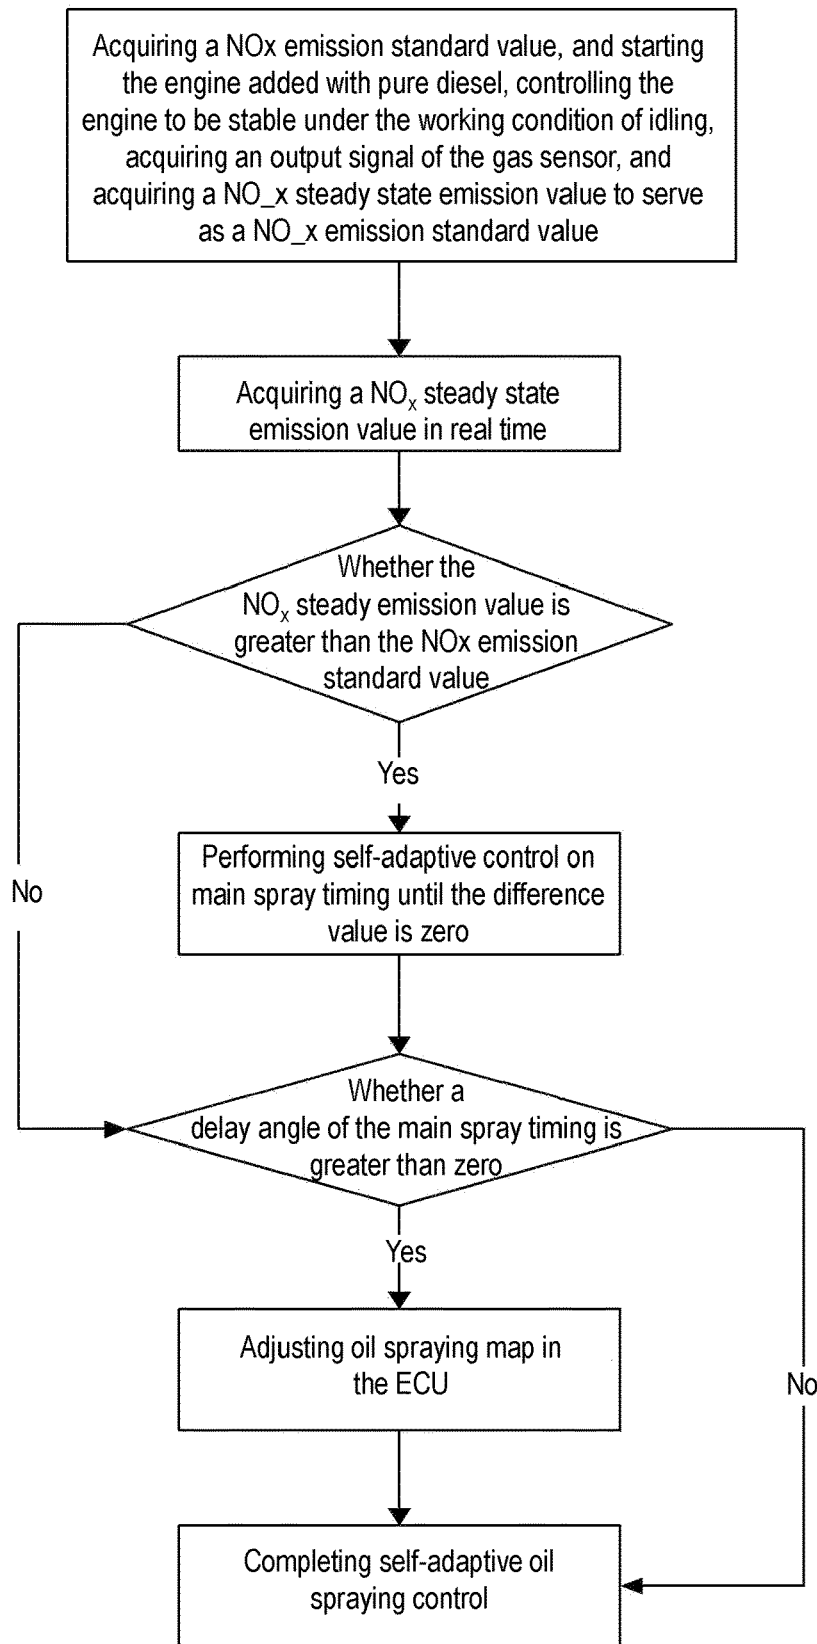 Acquiring a NOx emission standard value, and starting
the engine added with pure diesel, controlling the
engine to be stable under the working condition of idling,
acquiring an output signal of the gas sensor, and
acquiring a NO_x steady state emission value to serve
as a NO_x emission standard value
Acquiring a NOₓ steady state
emission value in real time
Whether the
NOₓ steady emission value is
greater than the NOx emission
standard value
Yes
No
Performing self-adaptive control on
main spray timing until the difference
value is zero
Whether a
delay angle of the main spray timing is
greater than zero
Yes
Adjusting oil spraying map in
the ECU
No
Completing self-adaptive oil
spraying control